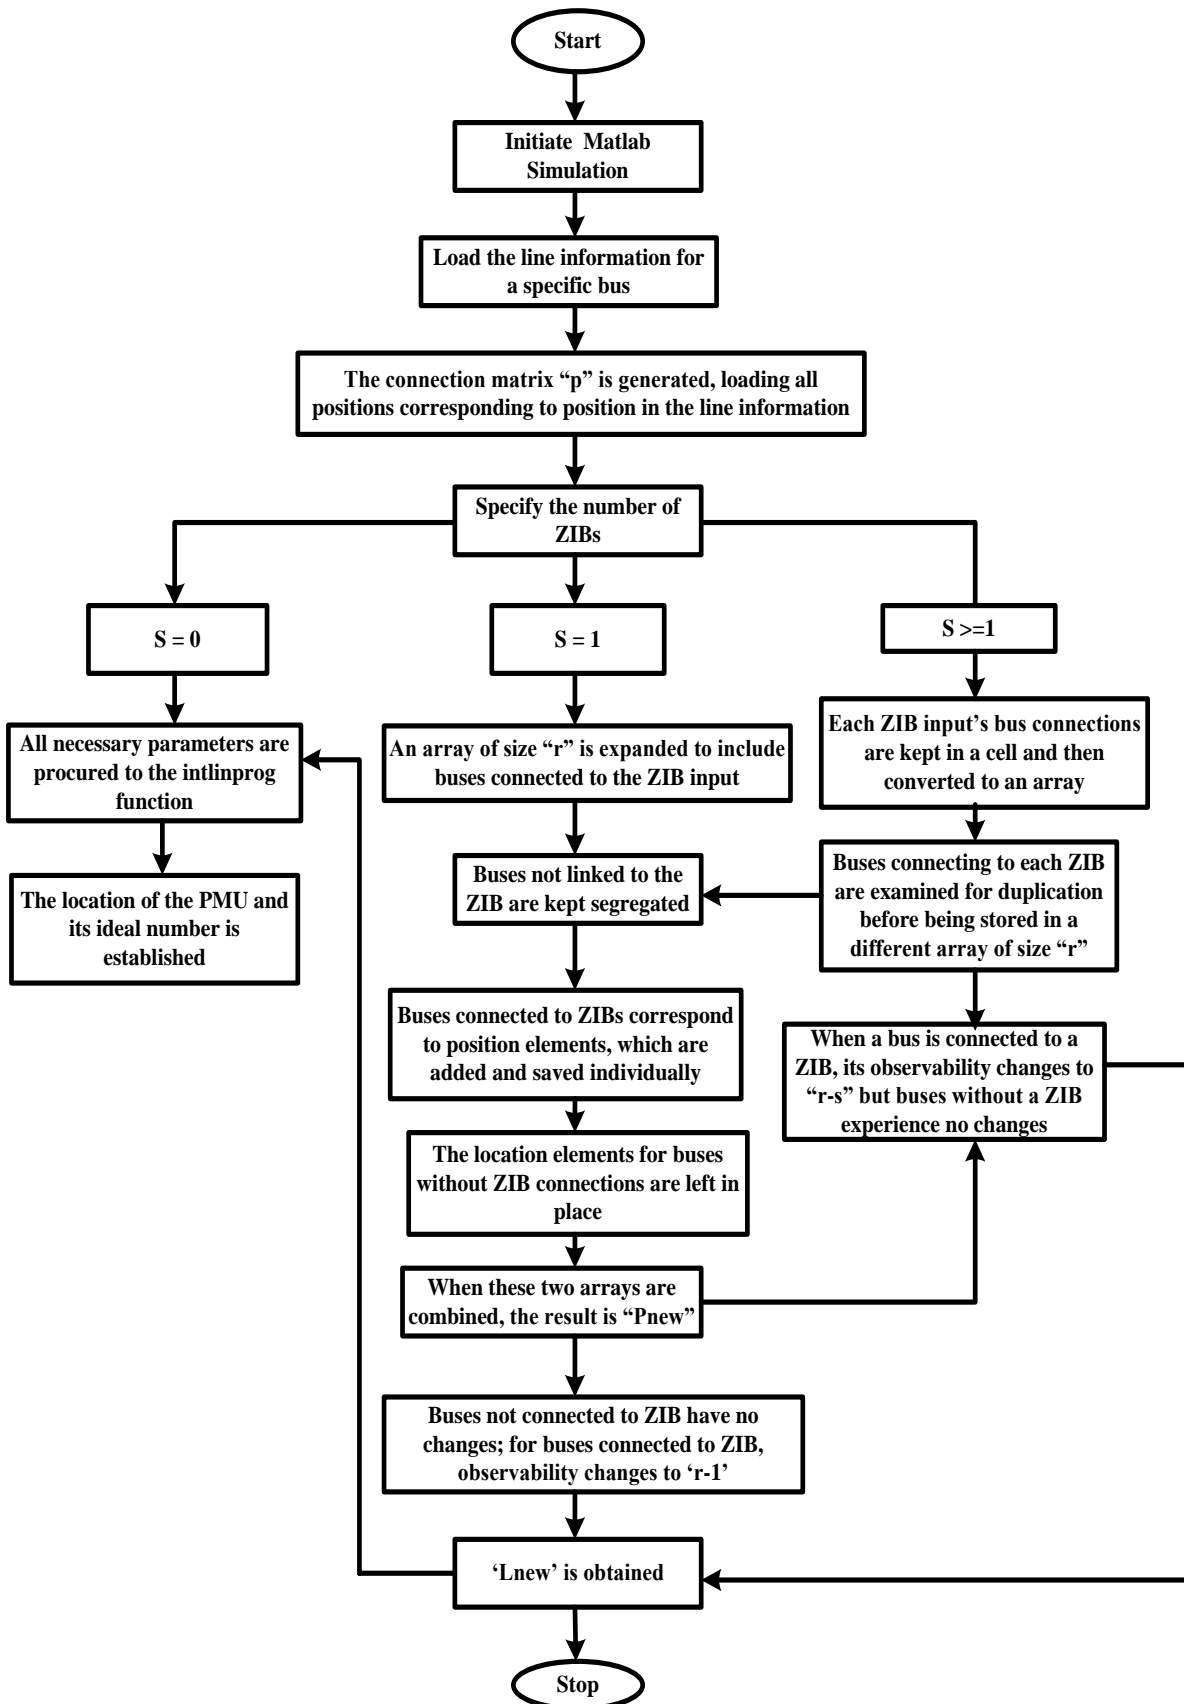 Start
Initiate Matlab
Simulation
Load the line information for
a specific bus
The connection matrix “p” is generated, loading all
positions corresponding to position in the line information
Specify the number of
ZIBs
S = 0
S = 1
S >=1
All necessary parameters are
procured to the intlinprog
function
An array of size “r” is expanded to include
buses connected to the ZIB input
Each ZIB input’s bus connections
are kept in a cell and then
converted to an array
The location of the PMU and
its ideal number is
established
Buses not linked to the
ZIB are kept segregated
Buses connecting to each ZIB
are examined for duplication
before being stored in a
different array of size “r”
Buses connected to ZIBs correspond
to position elements, which are
added and saved individually
When a bus is connected to a
ZIB, its observability changes to
“r-s” but buses without a ZIB
experience no changes
The location elements for buses
without ZIB connections are left in
place
When these two arrays are
combined, the result is “Pnew”
Buses not connected to ZIB have no
changes; for buses connected to ZIB,
observability changes to ‘r-1’
‘Lnew’ is obtained
Stop